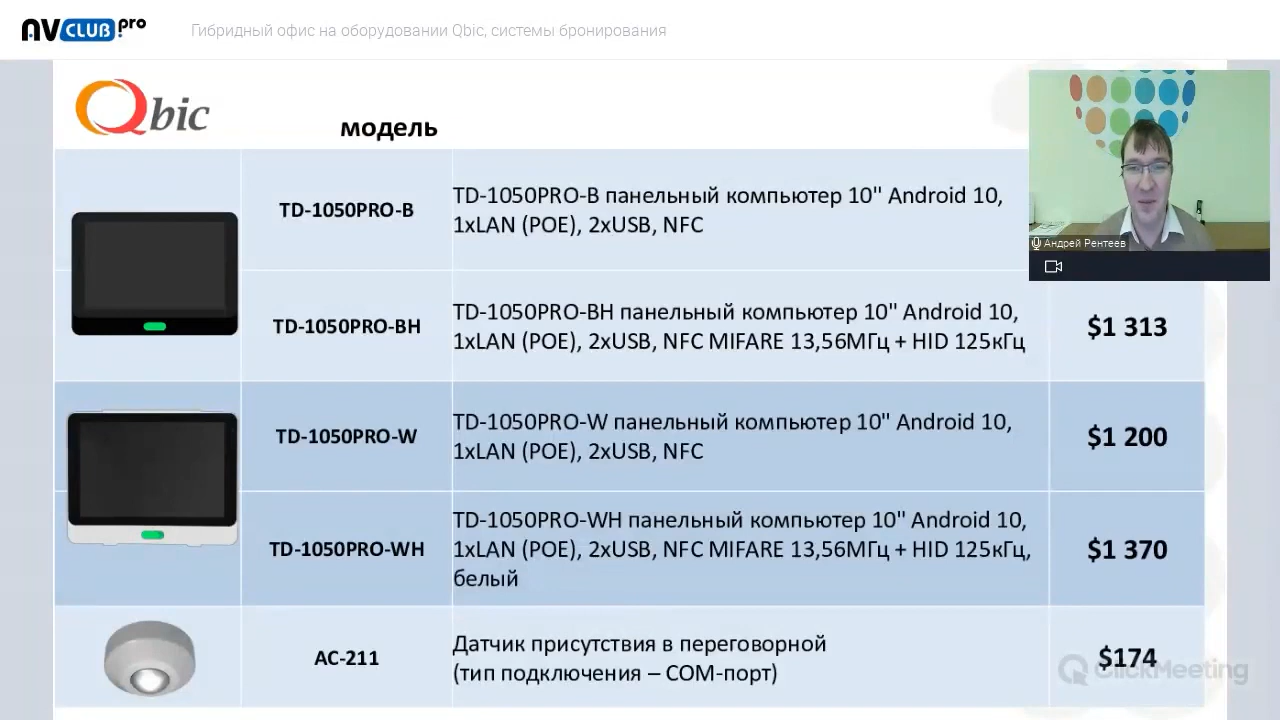 AVCLUB.pro
Гибридный офис на оборудовании Qbic, системы бронирования
Qbic
модель
TD-1050PRO-B
TD-1050PRO-B панельный компьютер 10" Android 10,
1xLAN (POE), 2xUSB, NFC
Андрей Рентеев
TD-1050PRO-BH
TD-1050PRO-BH панельный компьютер 10" Android 10,
1xLAN (POE), 2xUSB, NFC MIFARE 13,56МГц + HID 125кГц
$1 313
TD-1050PRO-W
TD-1050PRO-W панельный компьютер 10" Android 10,
1xLAN (POE), 2xUSB, NFC
$1 200
TD-1050PRO-WH
TD-1050PRO-WH панельный компьютер 10" Android 10,
1xLAN (POE), 2xUSB, NFC MIFARE 13,56МГц + HID 125кГц,
белый
$1 370
AC-211
Датчик присутствия в переговорной
(тип подключения – COM-порт)
$174
ClickMeeting